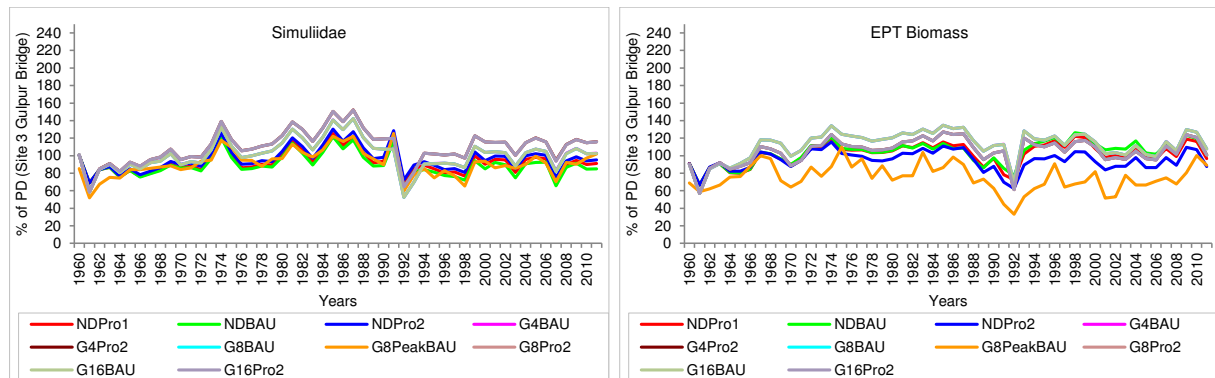 Simuliidae
% of PD (Site 3 Gulpur Bridge)
240
220
200
180
160
140
120
100
80
60
40
20
0
1960 1962 1964 1966 1968 1970 1972 1974 1976 1978 1980 1982 1984 1986 1988 1990 1992 1994 1996 1998 2000 2002 2004 2006 2008 2010
Years
NDPro1 NDBAU NDPro2 G4BAU
G4Pro2 G8BAU G8PeakBAU G8Pro2
G16BAU G16Pro2
EPT Biomass
% of PD (Site 3 Gulpur Bridge)
240
220
200
180
160
140
120
100
80
60
40
20
0
1960 1962 1964 1966 1968 1970 1972 1974 1976 1978 1980 1982 1984 1986 1988 1990 1992 1994 1996 1998 2000 2002 2004 2006 2008 2010
Years
NDPro1 NDBAU NDPro2 G4BAU
G4Pro2 G8BAU G8PeakBAU G8Pro2
G16BAU G16Pro2